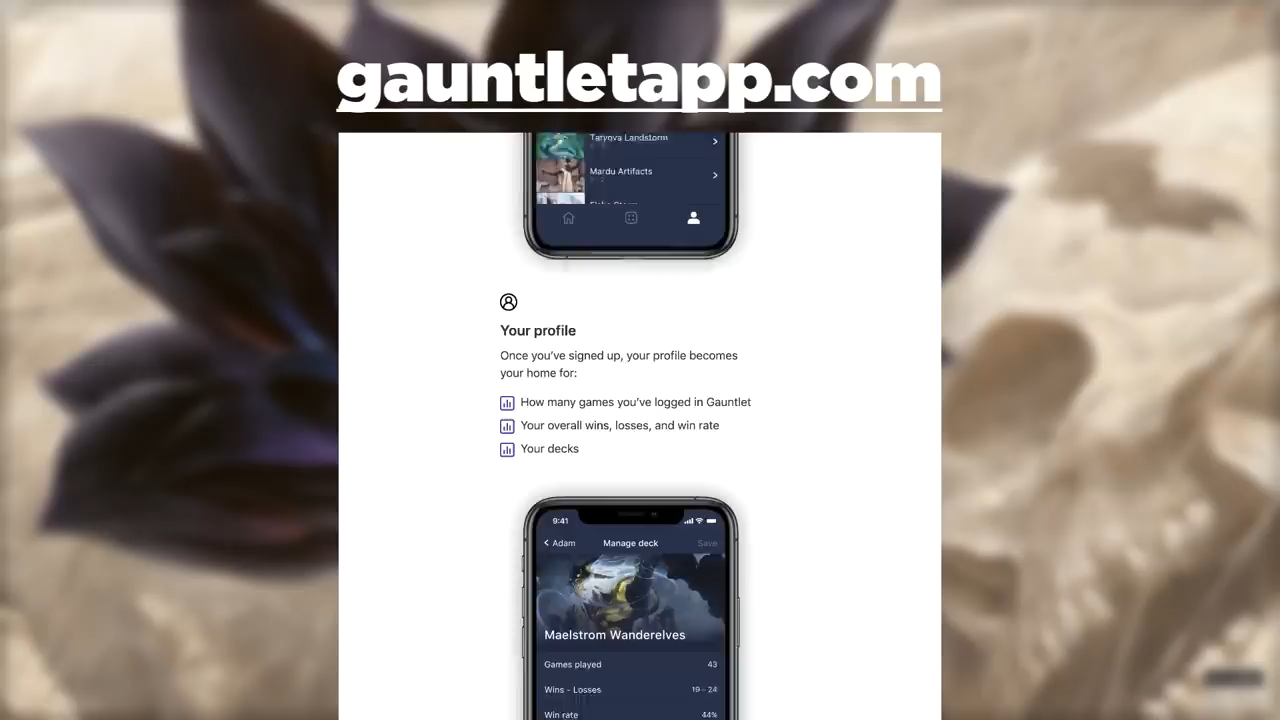 gauntletapp.com
Taryova Landstorm
Mardu Artifacts
Your profile
Once you've signed up, your profile becomes
your home for:
How many games you've logged in Gauntlet
Your overall wins, losses, and win rate
Your decks
9:41
Adam Manage deck Save
Maelstrom Wanderelves
Games played 43
Wins - Losses 19 - 24
Win rate 44%